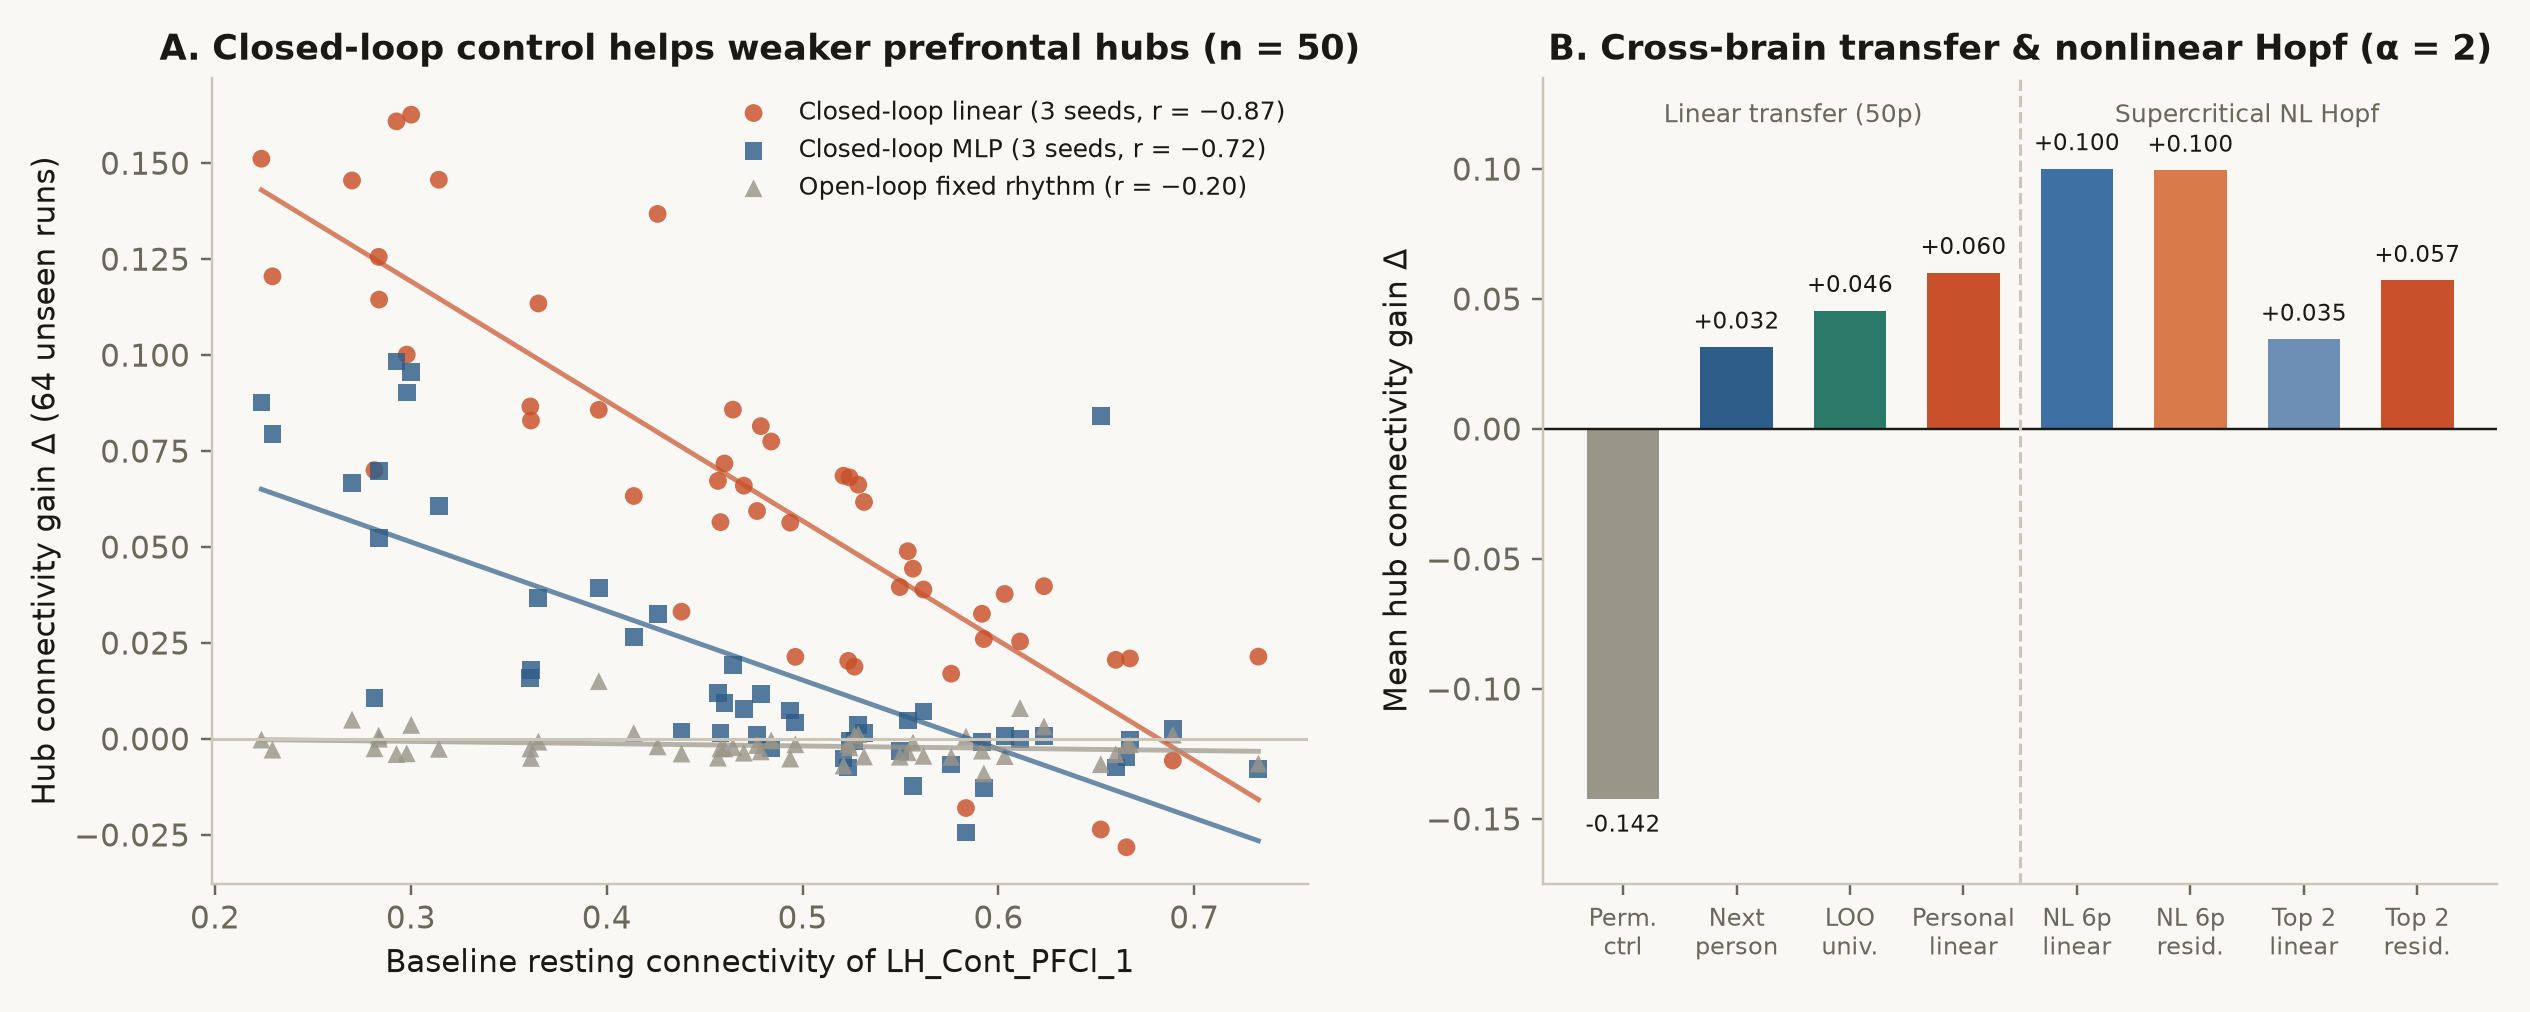 A. Closed-loop control helps weaker prefrontal hubs (n = 50)
Closed-loop linear (3 seeds, r = −0.87)
Closed-loop MLP (3 seeds, r = −0.72)
Open-loop fixed rhythm (r = −0.20)
Hub connectivity gain Δ (64 unseen runs)
0.150
0.125
0.100
0.075
0.050
0.025
0.000
−0.025
0.2
0.3
0.4
0.5
0.6
0.7
Baseline resting connectivity of LH_Cont_PFCl_1
B. Cross-brain transfer & nonlinear Hopf (α = 2)
Linear transfer (50p)
Supercritical NL Hopf
Mean hub connectivity gain Δ
0.10
0.05
0.00
−0.05
−0.10
−0.15
-0.142
+0.032
+0.046
+0.060
+0.100
+0.100
+0.035
+0.057
Perm.
ctrl
Next
person
LOO
univ.
Personal
linear
NL 6p
linear
NL 6p
resid.
Top 2
linear
Top 2
resid.